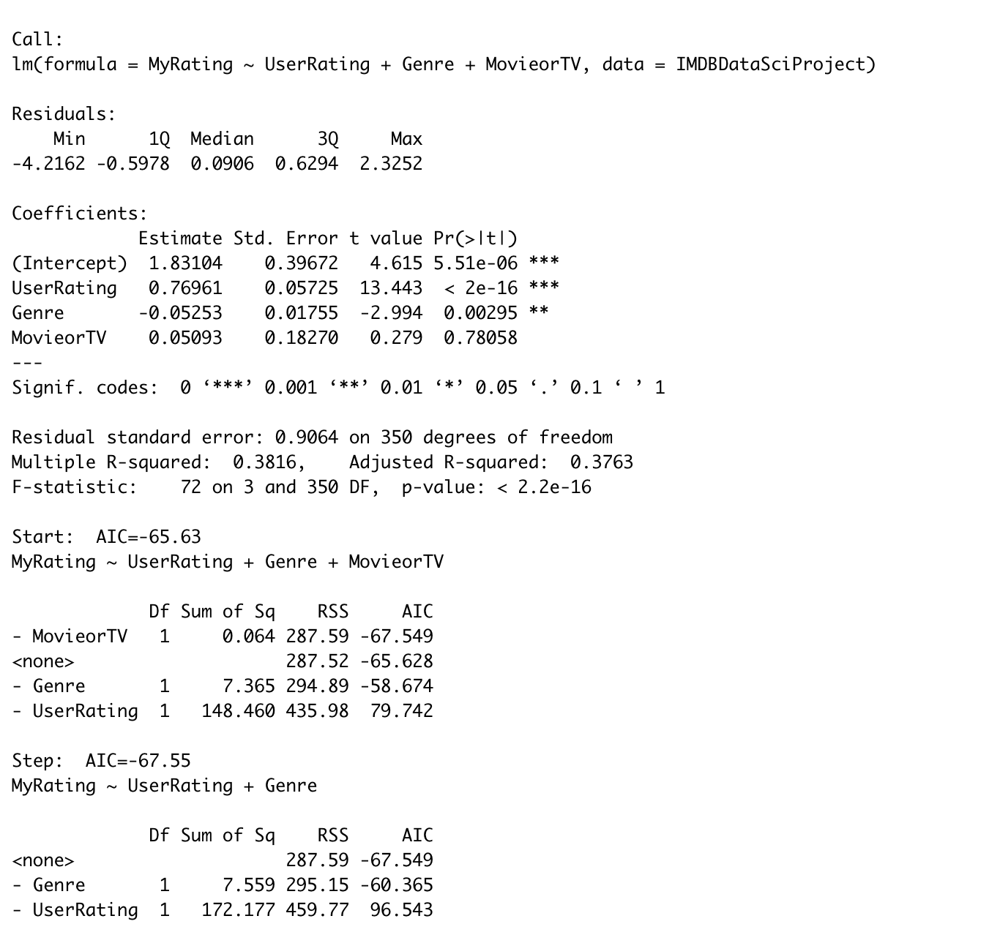 Call:
lm(formula = MyRating ~ UserRating + Genre + MovieorTV, data = IMDBDataSciProject)
Residuals:
    Min      1Q  Median      3Q     Max
-4.2162 -0.5978  0.0906  0.6294  2.3252
Coefficients:
            Estimate Std. Error t value Pr(>|t|)
(Intercept)  1.83104    0.39672   4.615 5.51e-06 ***
UserRating   0.76961    0.05725  13.443  < 2e-16 ***
Genre       -0.05253    0.01755  -2.994  0.00295 **
MovieorTV    0.05093    0.18270   0.279  0.78058
---
Signif. codes:  0 ‘***’ 0.001 ‘**’ 0.01 ‘*’ 0.05 ‘.’ 0.1 ‘ ’ 1
Residual standard error: 0.9064 on 350 degrees of freedom
Multiple R-squared:  0.3816,    Adjusted R-squared:  0.3763
F-statistic:    72 on 3 and 350 DF,  p-value: < 2.2e-16
Start:  AIC=-65.63
MyRating ~ UserRating + Genre + MovieorTV
             Df Sum of Sq    RSS     AIC
- MovieorTV   1     0.064 287.59 -67.549
<none>                    287.52 -65.628
- Genre       1     7.365 294.89 -58.674
- UserRating  1   148.460 435.98  79.742
Step:  AIC=-67.55
MyRating ~ UserRating + Genre
             Df Sum of Sq    RSS     AIC
<none>                    287.59 -67.549
- Genre       1     7.559 295.15 -60.365
- UserRating  1   172.177 459.77  96.543